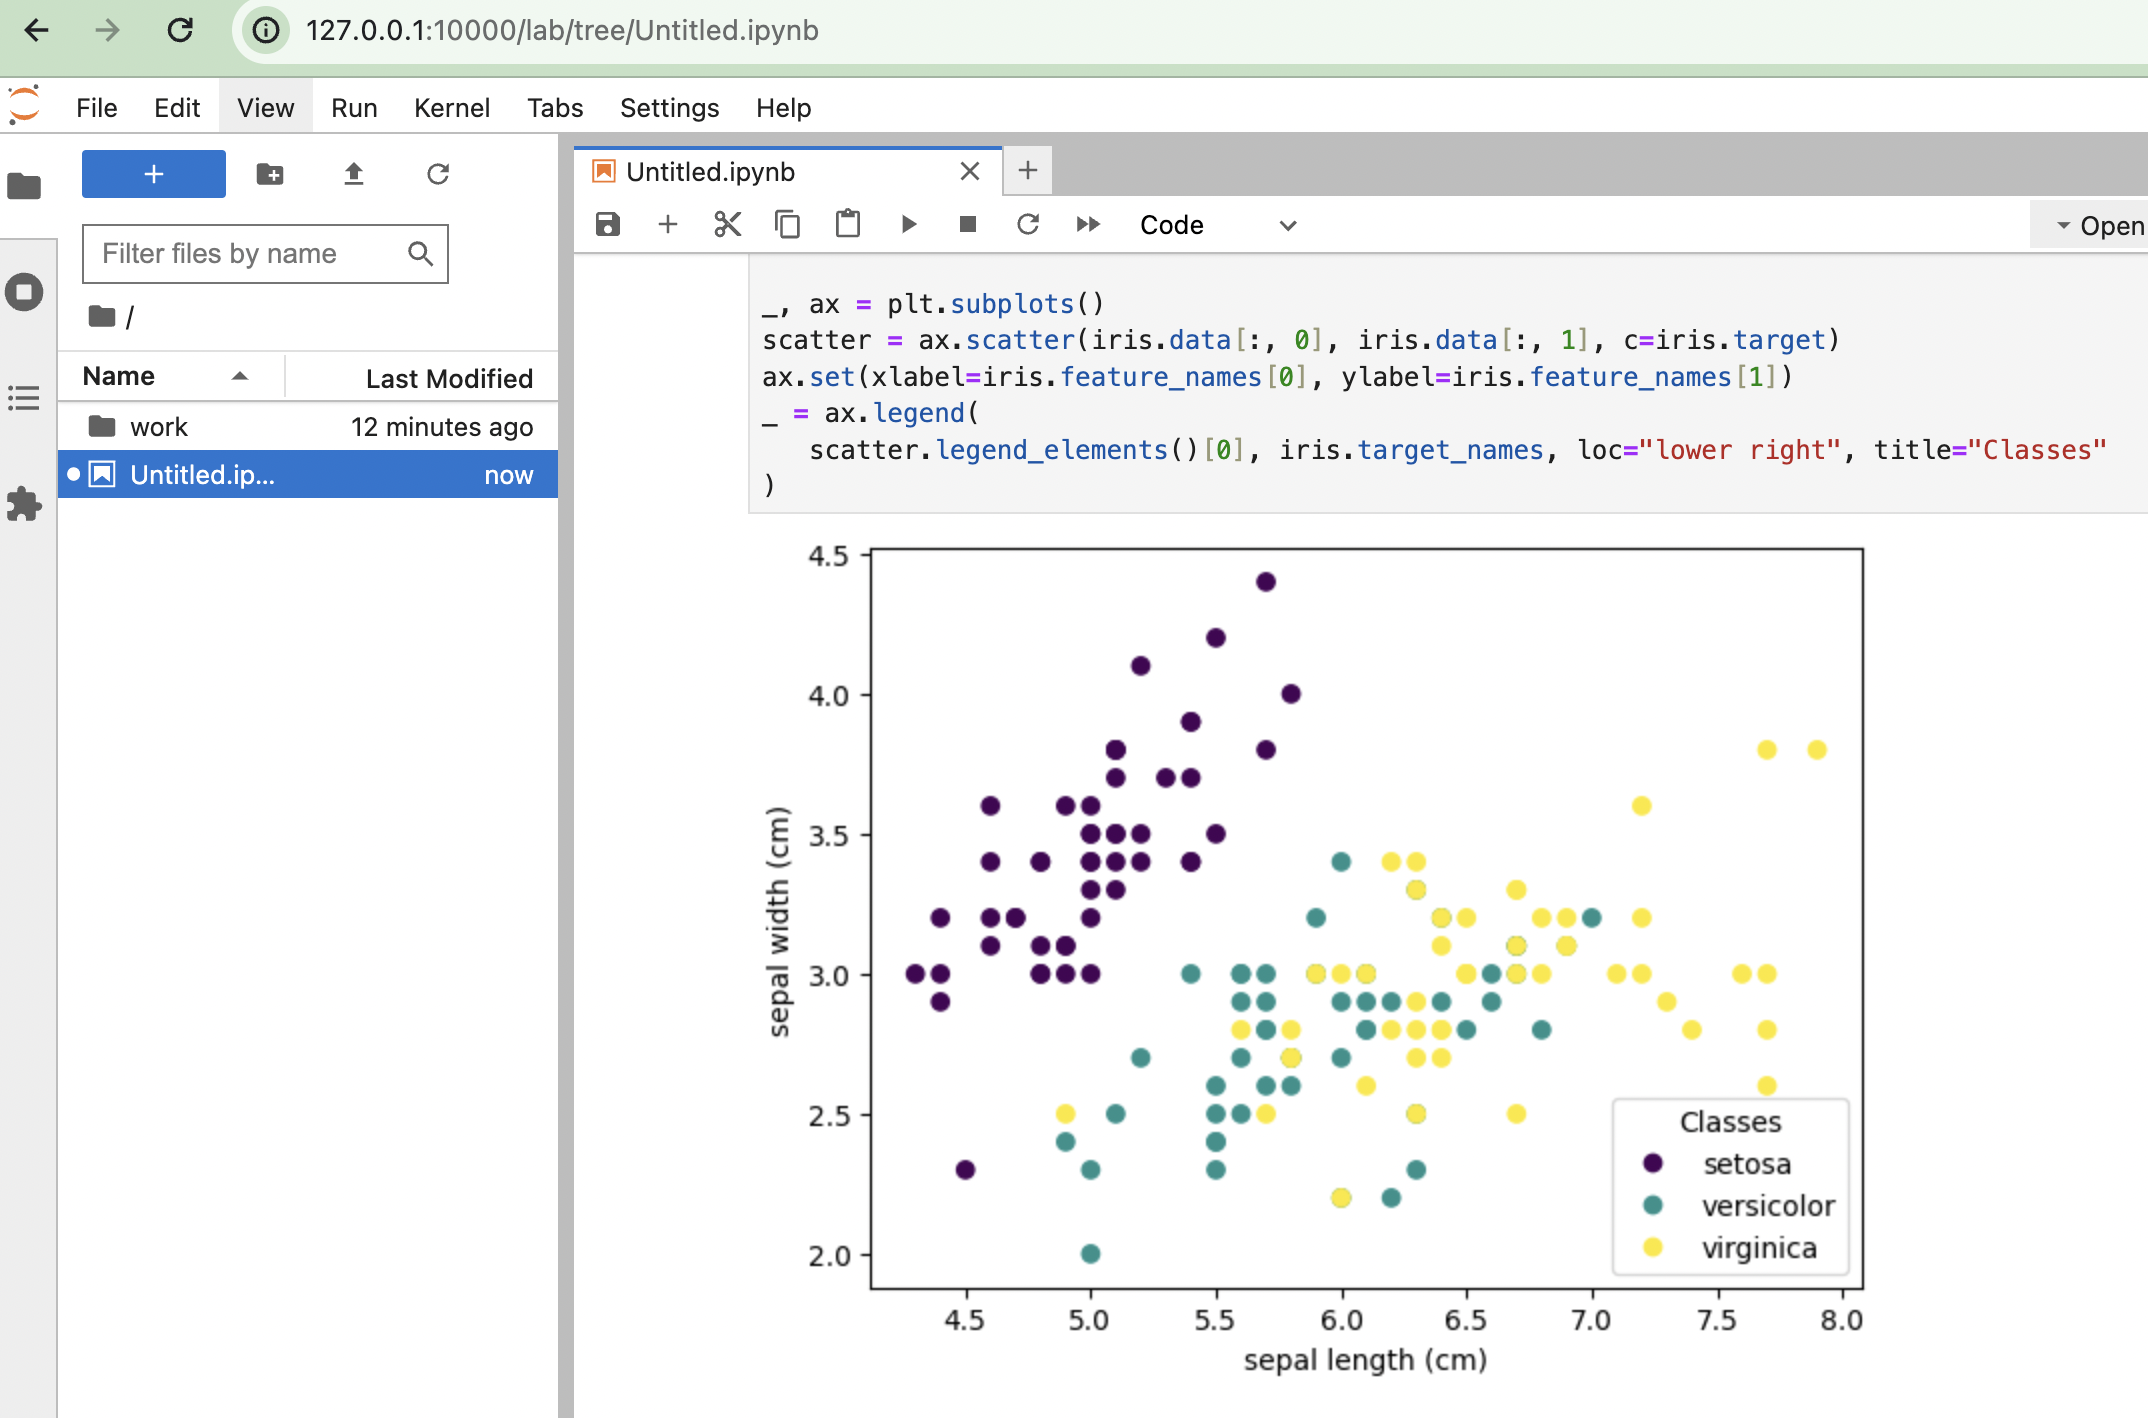 127.0.0.1:10000/lab/tree/Untitled.ipynb
File Edit View Run Kernel Tabs Settings Help
+
Filter files by name
/
Name Last Modified
work 12 minutes ago
Untitled.ip... now
Untitled.ipynb
Code
Open
_, ax = plt.subplots()
scatter = ax.scatter(iris.data[:, 0], iris.data[:, 1], c=iris.target)
ax.set(xlabel=iris.feature_names[0], ylabel=iris.feature_names[1])
_ = ax.legend(
   scatter.legend_elements()[0], iris.target_names, loc="lower right", title="Classes"
)
4.5
4.0
3.5
3.0
2.5
2.0
sepal width (cm)
Classes
setosa
versicolor
virginica
4.5 5.0 5.5 6.0 6.5 7.0 7.5 8.0
sepal length (cm)